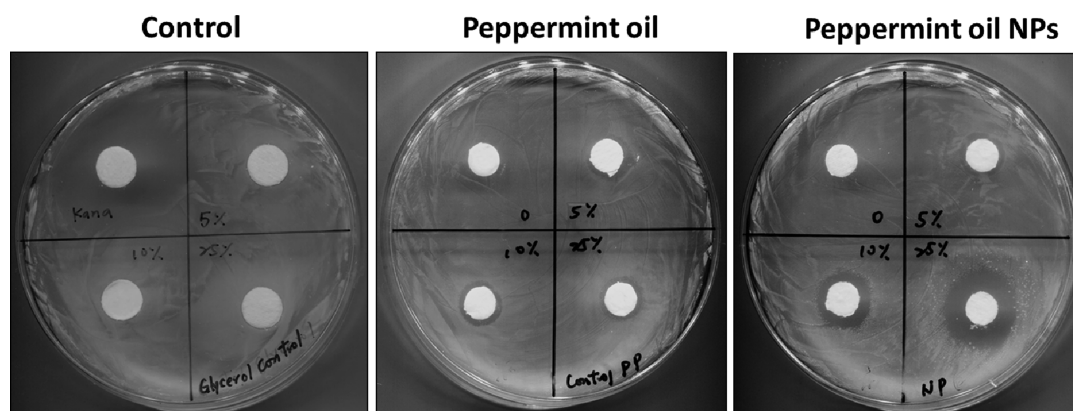 Control
Peppermint oil
Peppermint oil NPs
Kana
5%
10%
25%
Glycerol Control
0
5%
10%
25%
Control PP
0
5%
10%
25%
NP